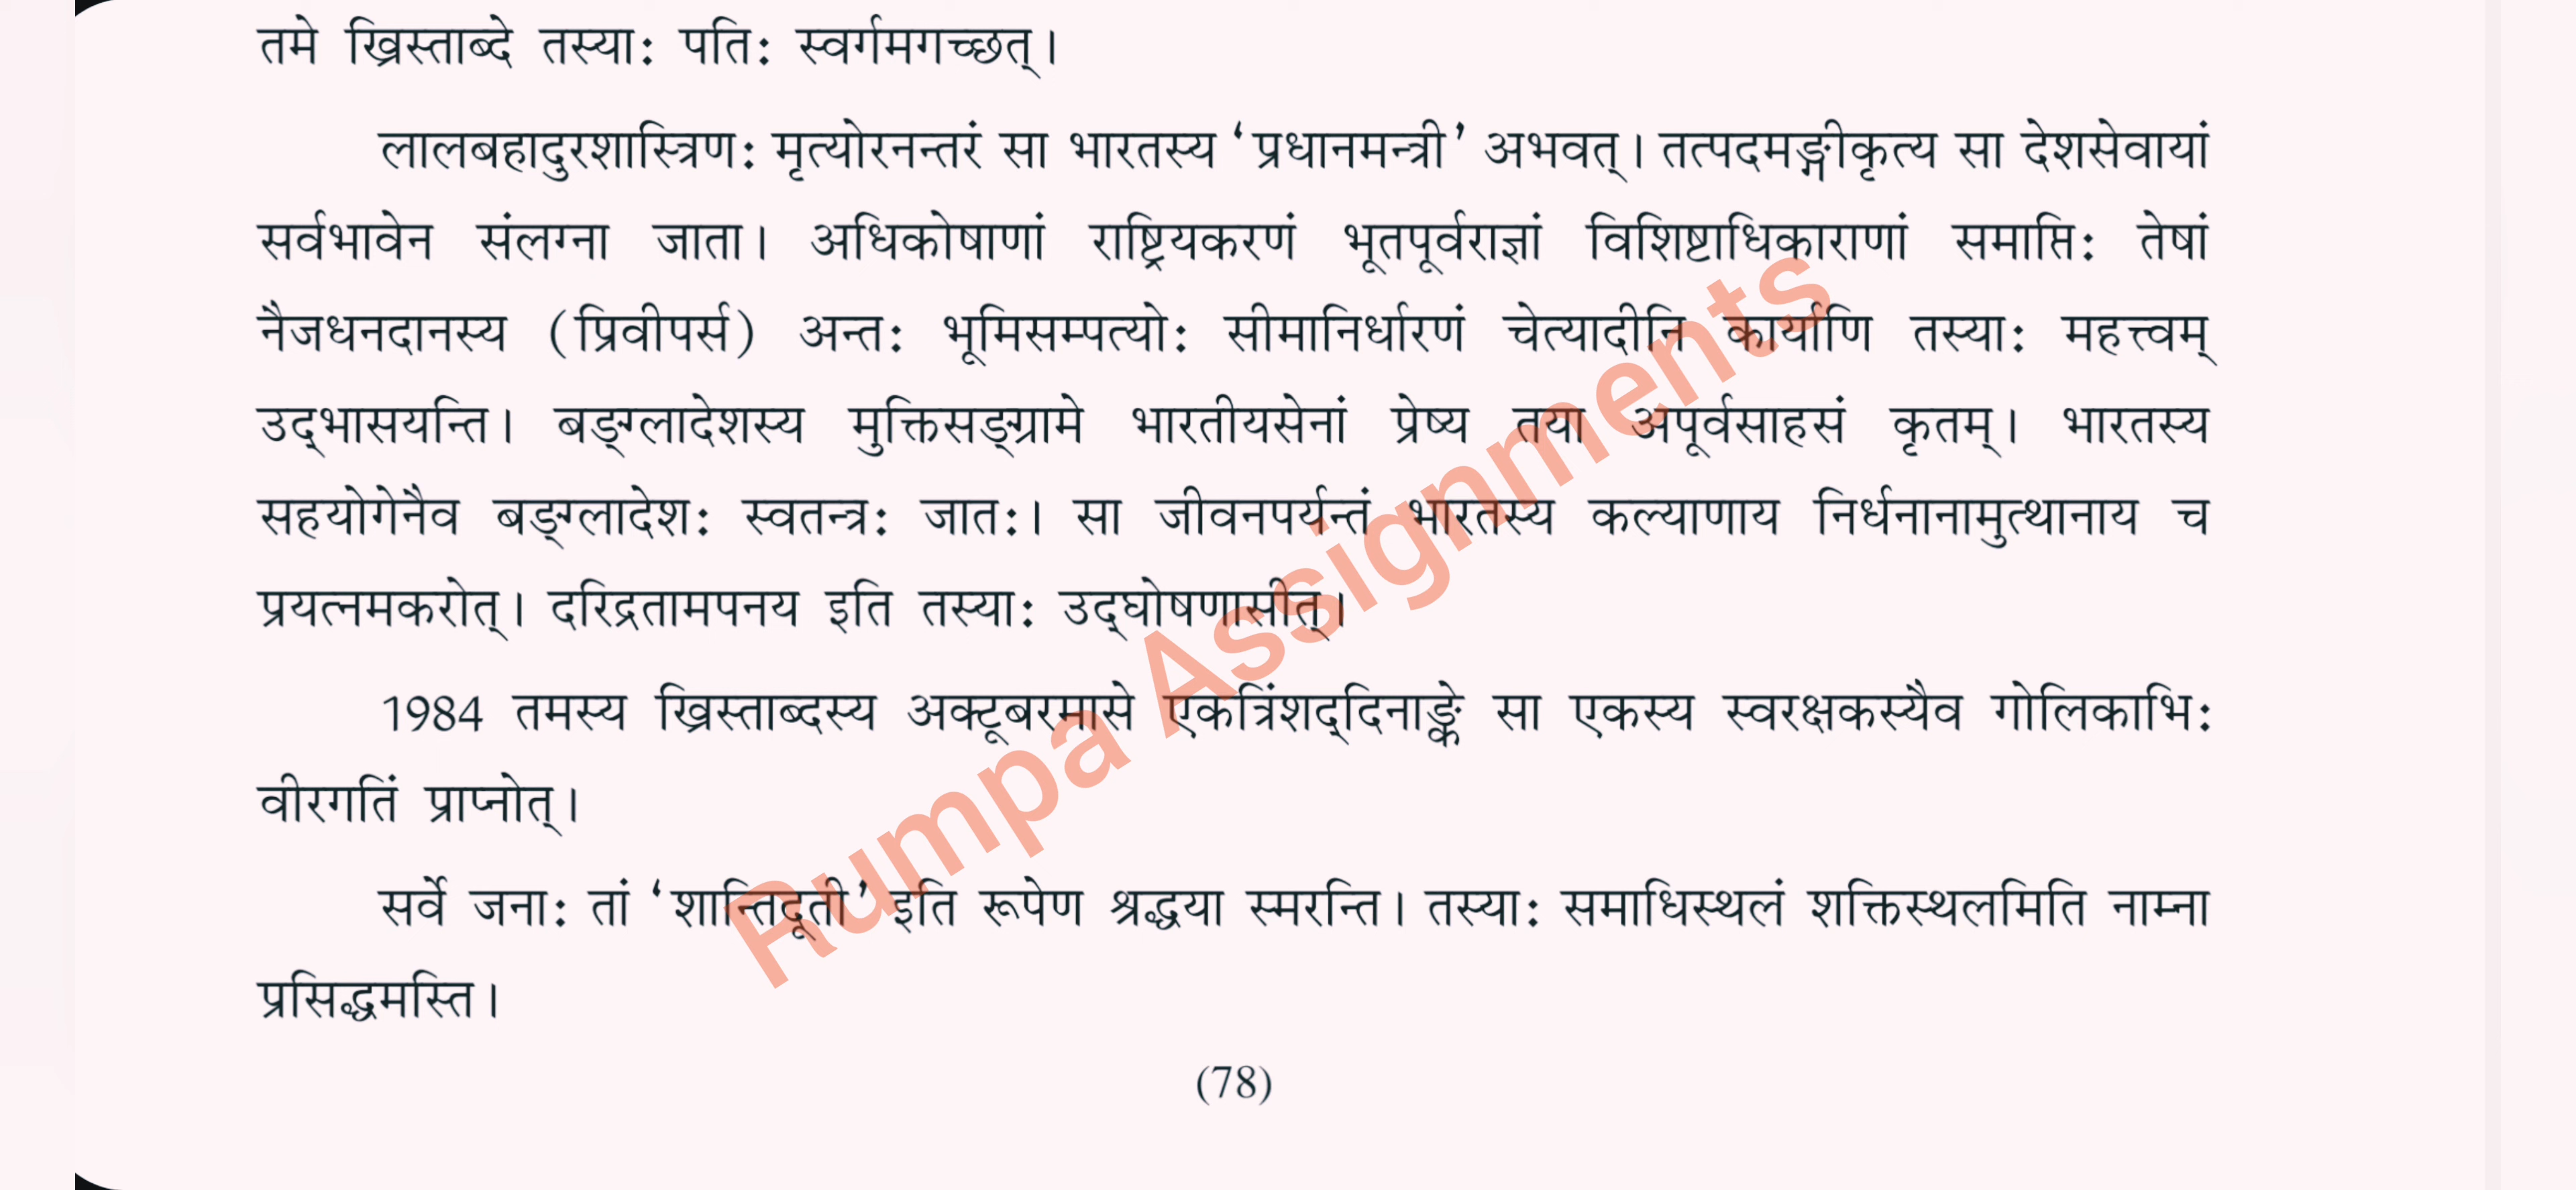 तमे ख्रिस्ताब्दे तस्याः पतिः स्वर्गमगच्छत्।
लालबहादुरशास्त्रिणः मृत्योरनन्तरं सा भारतस्य ‘प्रधानमन्त्री’ अभवत्। तत्पदमङ्गीकृत्य सा देशसेवायां
सर्वभावेन संलग्ना जाता। अधिकोषाणां राष्ट्रियकरणं भूतपूर्वराज्ञां विशिष्टाधिकाराणां समाप्तिः तेषां
नैजधनदानस्य (प्रिवीपर्स) अन्तः भूमिसम्पत्योः सीमानिर्धारणं चेत्यादीनि कार्याणि तस्याः महत्त्वम्
उद्भासयन्ति। बङ्ग्लादेशस्य मुक्तिसङ्ग्रामे भारतीयसेनां प्रेष्य तया अपूर्वसाहसं कृतम्। भारतस्य
सहयोगेनैव बङ्ग्लादेशः स्वतन्त्रः जातः। सा जीवनपर्यन्तं भारतस्य कल्याणाय निर्धनानामुत्थानाय च
प्रयत्नमकरोत्। दरिद्रतामपनय इति तस्याः उद्घोषणासीत्।
1984 तमस्य ख्रिस्ताब्दस्य अक्टूबरमासे एकत्रिंशद्दिनाङ्के सा एकस्य स्वरक्षकस्यैव गोलिकाभिः
वीरगतिं प्राप्नोत्।
सर्वे जनाः तां ‘शान्तिदूती’ इति रूपेण श्रद्धया स्मरन्ति। तस्याः समाधिस्थलं शक्तिस्थलमिति नाम्ना
प्रसिद्धमस्ति।
(78)
Rumpa Assignments